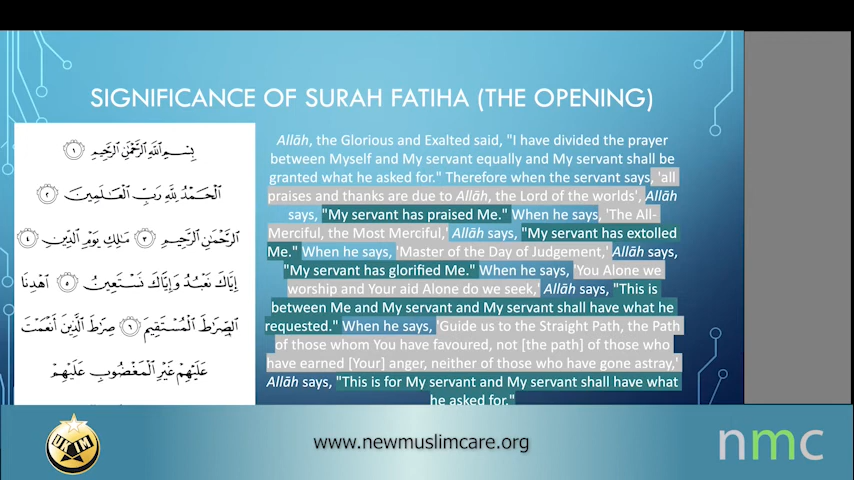 SIGNIFICANCE OF SURAH FATIHA (THE OPENING)
بِسْمِ اللَّهِ الرَّحْمَٰنِ الرَّحِيمِ ١
الْحَمْدُ لِلَّهِ رَبِّ الْعَالَمِينَ ٢
الرَّحْمَٰنِ الرَّحِيمِ ٣ مَالِكِ يَوْمِ الدِّينِ ٤
إِيَّاكَ نَعْبُدُ وَإِيَّاكَ نَسْتَعِينُ ٥ اهْدِنَا
الصِّرَاطَ الْمُسْتَقِيمَ ٦ صِرَاطَ الَّذِينَ أَنْعَمْتَ
عَلَيْهِمْ غَيْرِ الْمَغْضُوبِ عَلَيْهِمْ
Allāh, the Glorious and Exalted said, "I have divided the prayer
between Myself and My servant equally and My servant shall be
granted what he asked for." Therefore when the servant says, 'all
praises and thanks are due to Allāh, the Lord of the worlds', Allāh
says, "My servant has praised Me." When he says, 'The All-
Merciful, the Most Merciful,' Allāh says, "My servant has extolled
Me." When he says, 'Master of the Day of Judgement,' Allāh says,
"My servant has glorified Me." When he says, 'You Alone we
worship and Your aid Alone do we seek,' Allāh says, "This is
between Me and My servant and My servant shall have what he
requested." When he says, 'Guide us to the Straight Path, the Path
of those whom You have favoured, not [the path] of those who
have earned [Your] anger, neither of those who have gone astray,'
Allāh says, "This is for My servant and My servant shall have what
he asked for."
UKIM
www.newmuslimcare.org
nmc